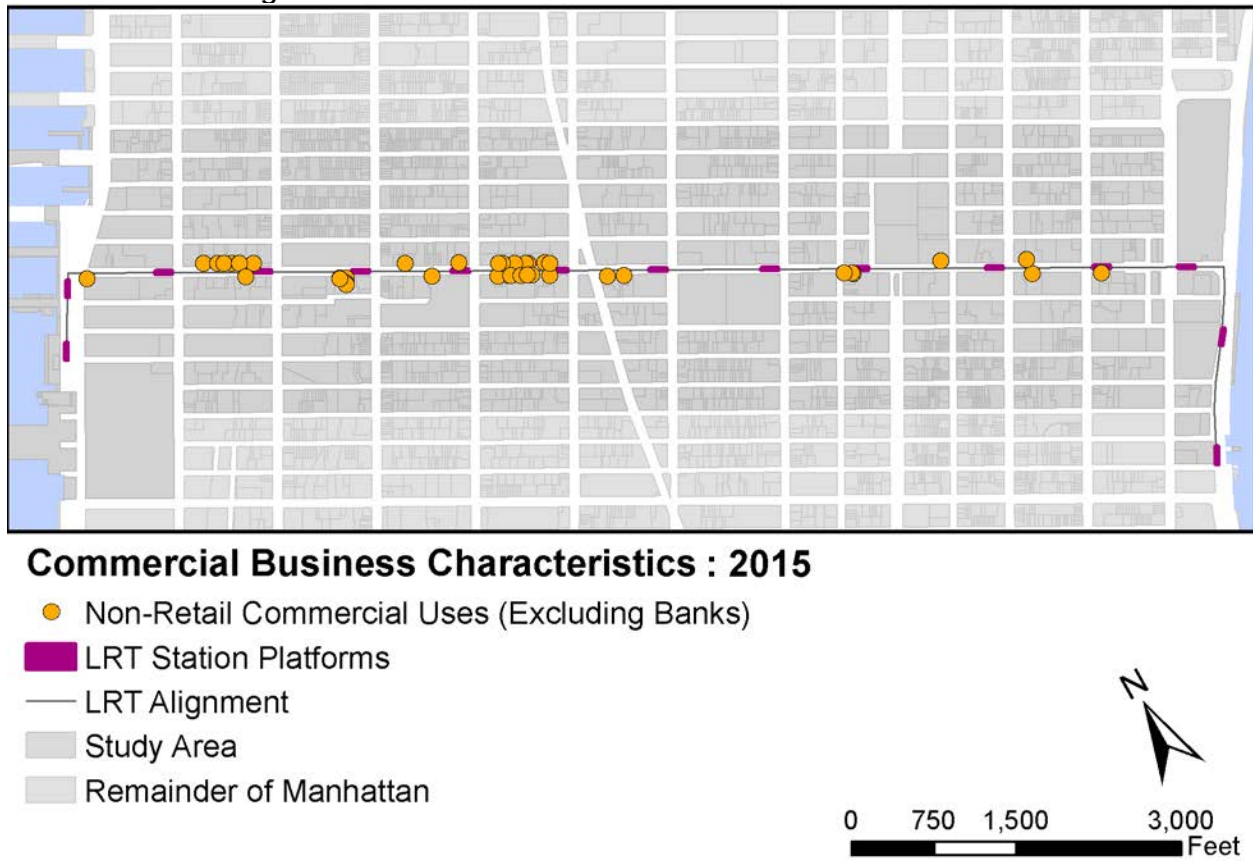 Commercial Business Characteristics : 2015
Non-Retail Commercial Uses (Excluding Banks)
LRT Station Platforms
LRT Alignment
Study Area
Remainder of Manhattan
N
0 750 1,500 3,000
Feet